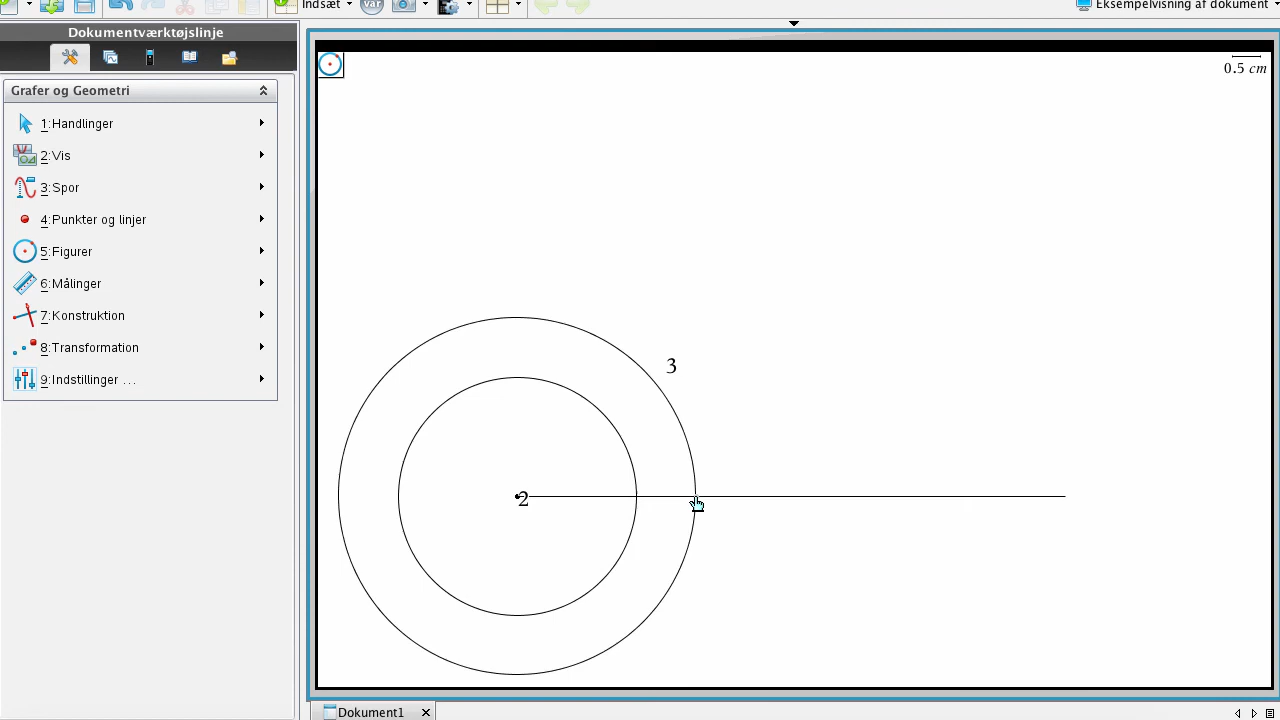 Indsæt
var
Eksempelvisning af dokument
Dokumentværktøjslinje
Grafer og Geometri
1:Handlinger
2:Vis
3:Spor
4:Punkter og linjer
5:Figurer
6:Målinger
7:Konstruktion
8:Transformation
9:Indstillinger ...
0.5 cm
3
2
Dokument1